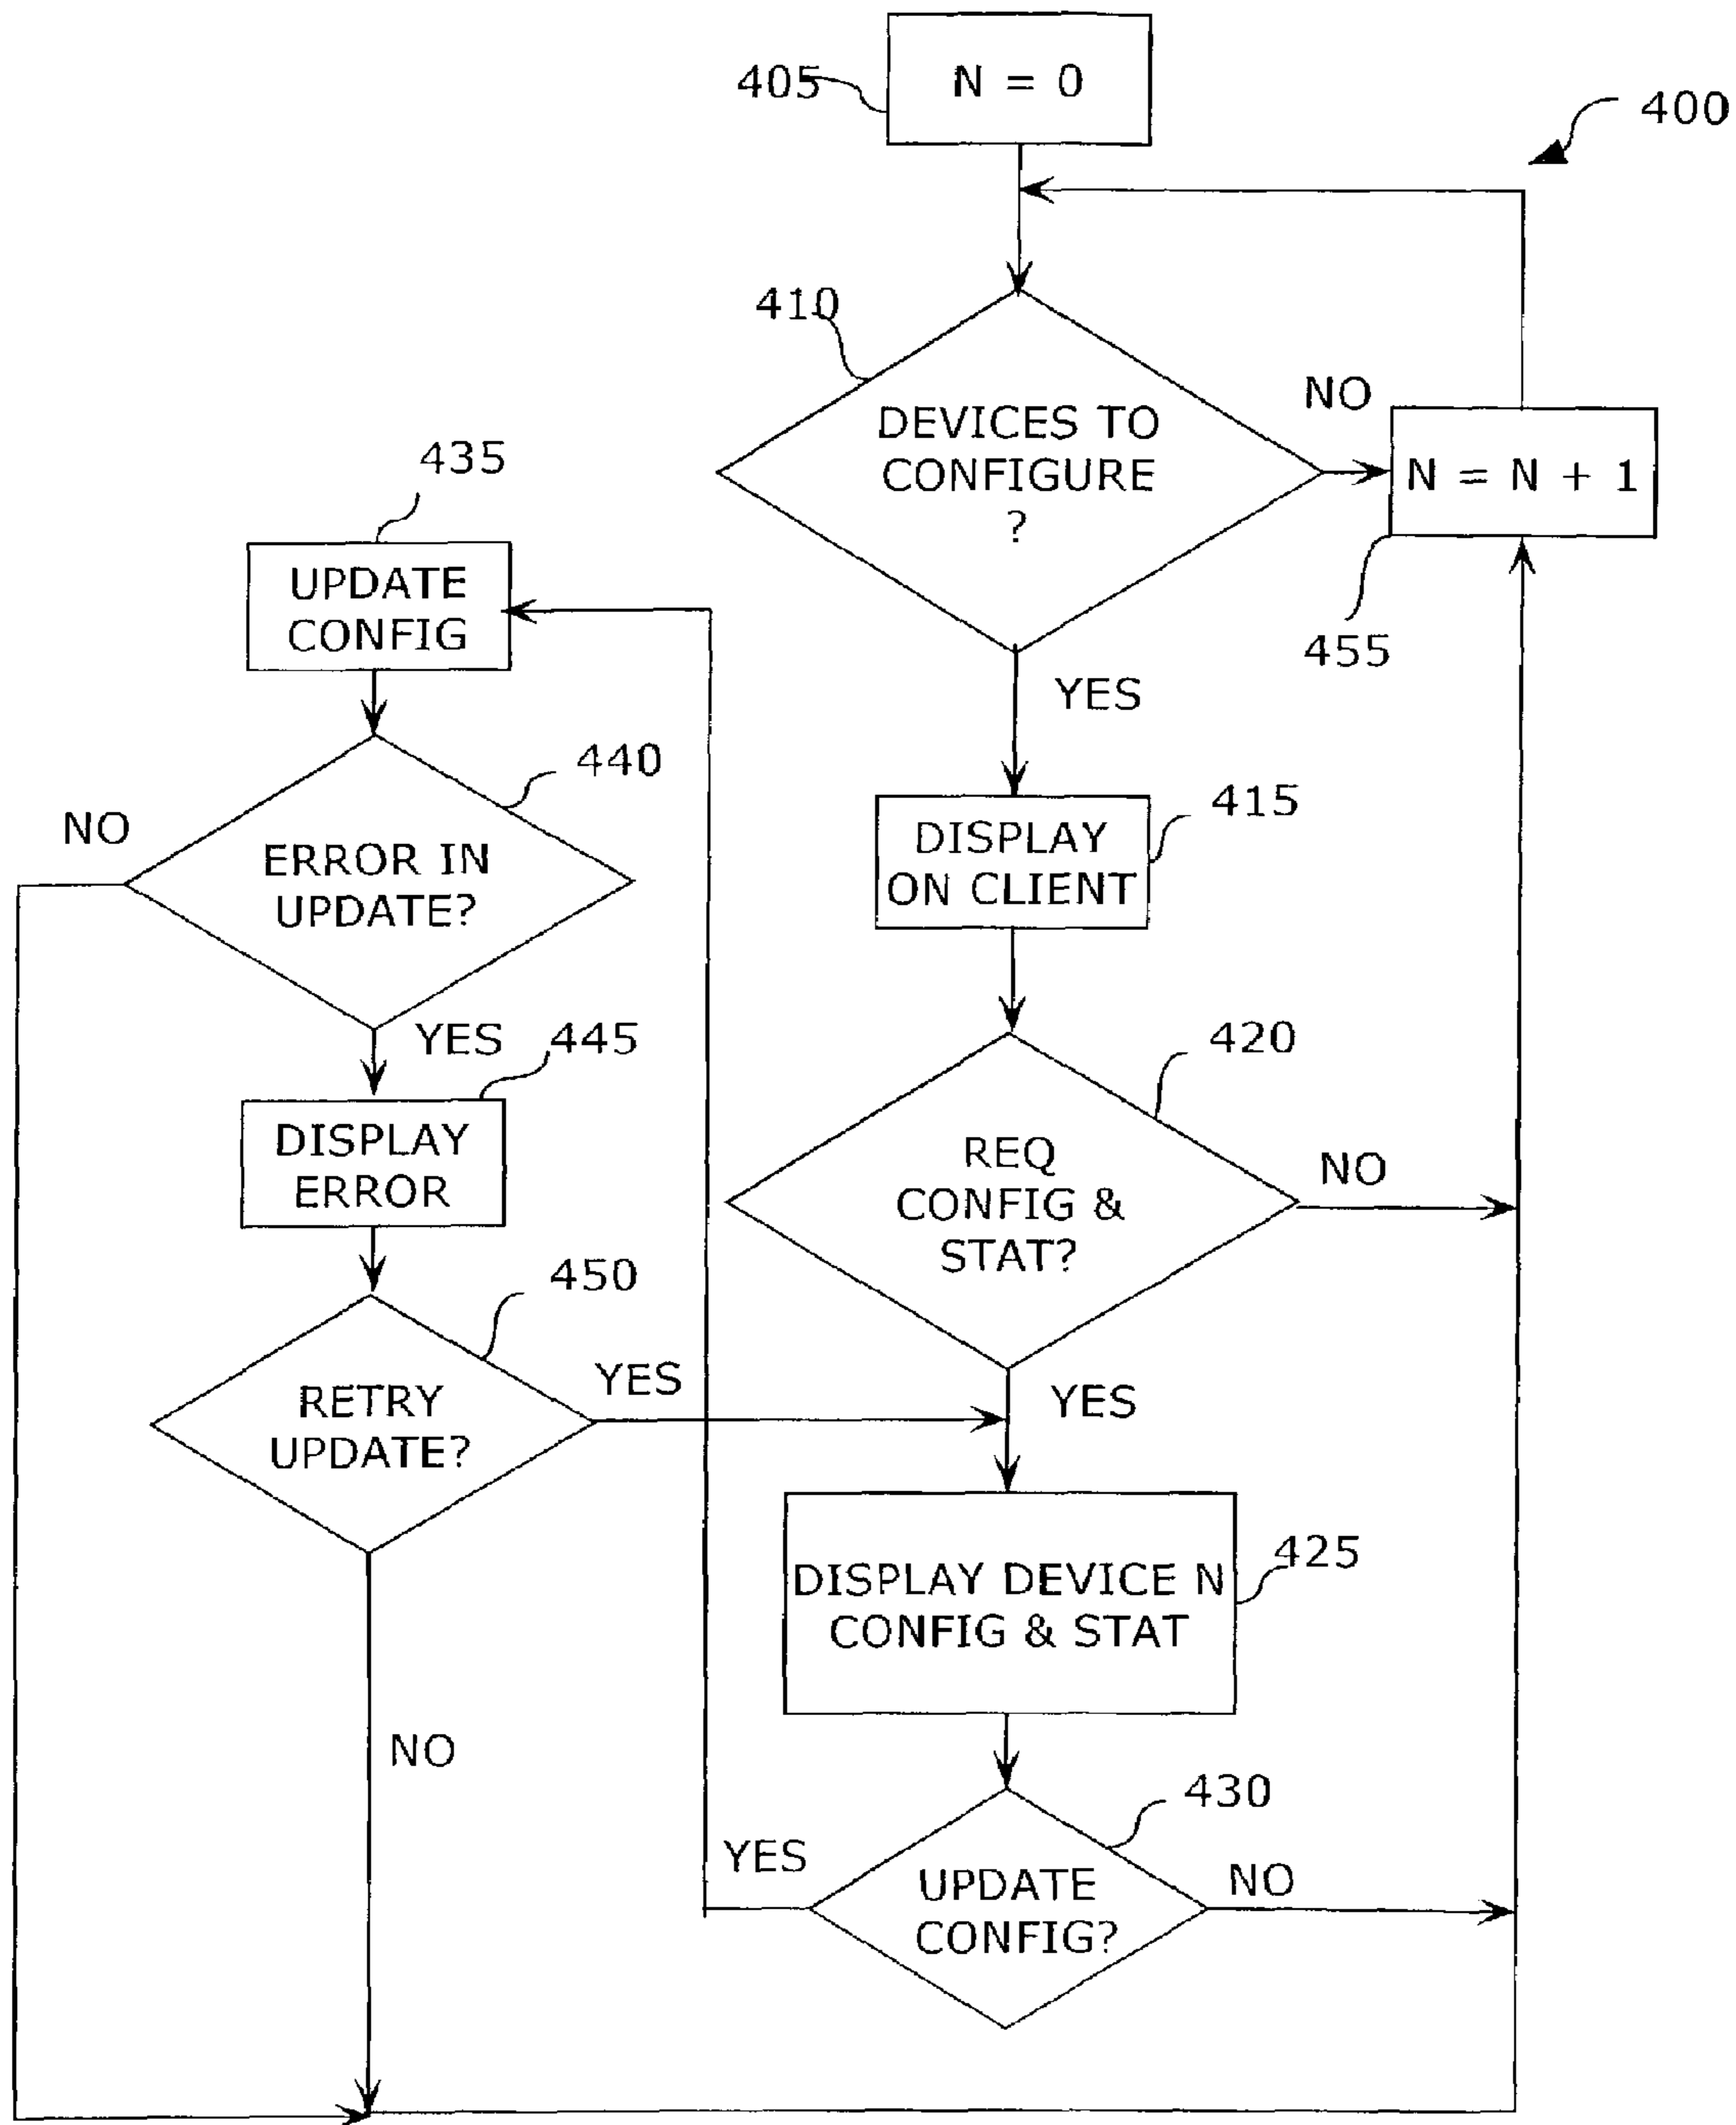 405
N = 0
400
410
DEVICES TO
CONFIGURE
?
NO
N = N + 1
455
YES
435
UPDATE
CONFIG
440
NO
ERROR IN
UPDATE?
YES
445
DISPLAY
ERROR
450
RETRY
UPDATE?
YES
NO
415
DISPLAY
ON CLIENT
420
REQ
CONFIG &
STAT?
NO
YES
425
DISPLAY DEVICE N
CONFIG & STAT
430
YES
UPDATE
CONFIG?
NO